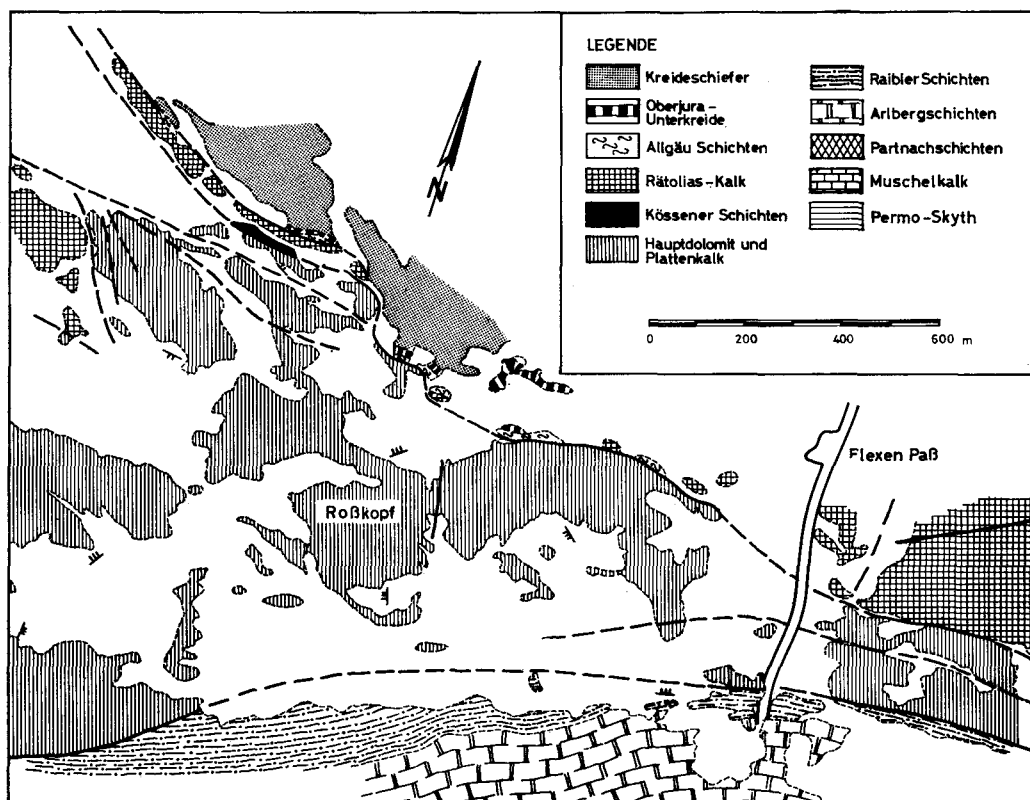 LEGENDE
Kreideschiefer
Oberjura -
Unterkreide
Allgäu Schichten
Rätolias - Kalk
Kössener Schichten
Hauptdolomit und
Plattenkalk
Raibler Schichten
Arlbergschichten
Partnachschichten
Muschelkalk
Permo - Skyth
0 200 400 600 m
N
Flexen Paß
Roßkopf